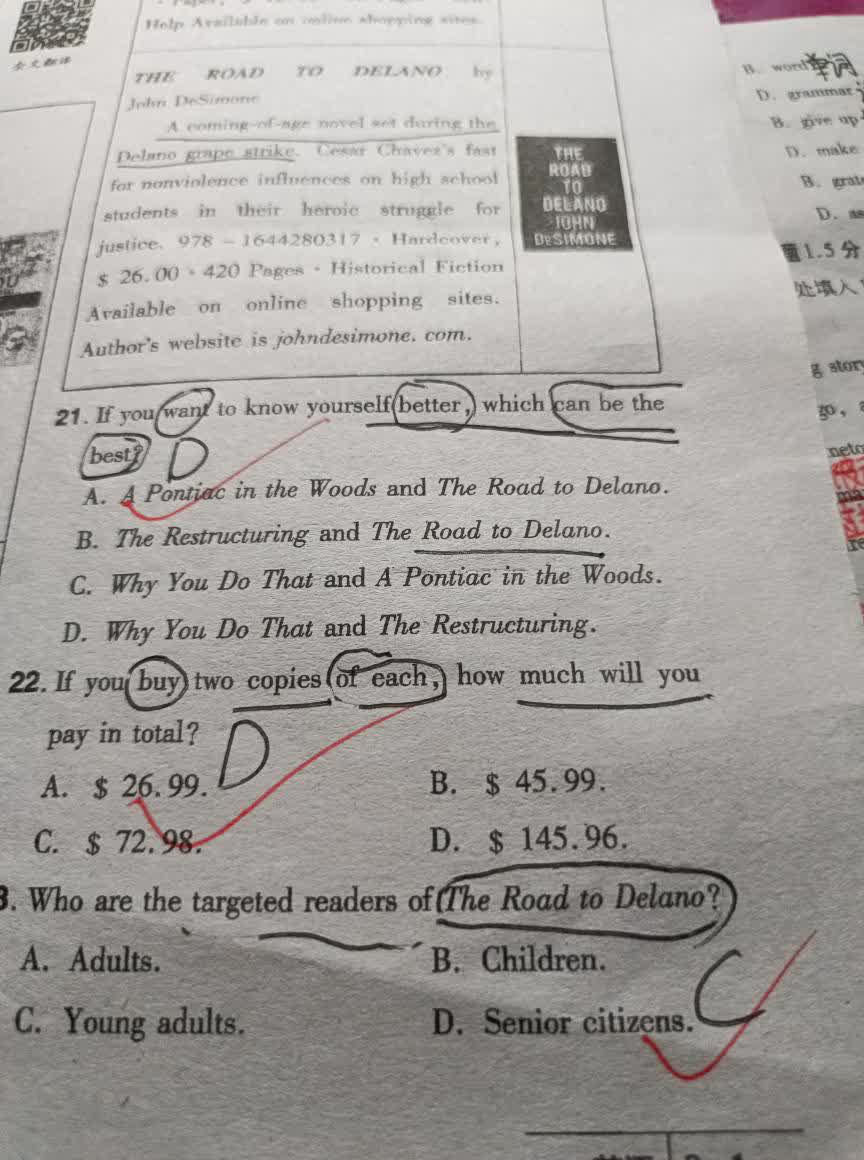 Help Available on online shopping sites.
全文翻译
THE ROAD TO DELANO by
John DeSimone
A coming-of-age novel set during the
Delano grape strike. Cesar Chavez's fast
for nonviolence influences on high school
students in their heroic struggle for
justice. 978 - 1644280317 · Hardcover,
$ 26.00 · 420 Pages · Historical Fiction
Available on online shopping sites.
Author's website is johndesimone. com.
THE
ROAD
TO
DELANO
JOHN
DeSIMONE
21. If you want to know yourself better, which can be the
best? D
A. A Pontiac in the Woods and The Road to Delano.
B. The Restructuring and The Road to Delano.
C. Why You Do That and A Pontiac in the Woods.
D. Why You Do That and The Restructuring.
22. If you buy two copies of each, how much will you
pay in total? D
A. $ 26.99.
B. $ 45.99.
C. $ 72.98.
D. $ 145.96.
3. Who are the targeted readers of The Road to Delano?
A. Adults.
B. Children.
C. Young adults.
D. Senior citizens. C
B. word 单词
D. grammar
B. give up
D. make
B.
D.
1.5 分
处填入
g
go,